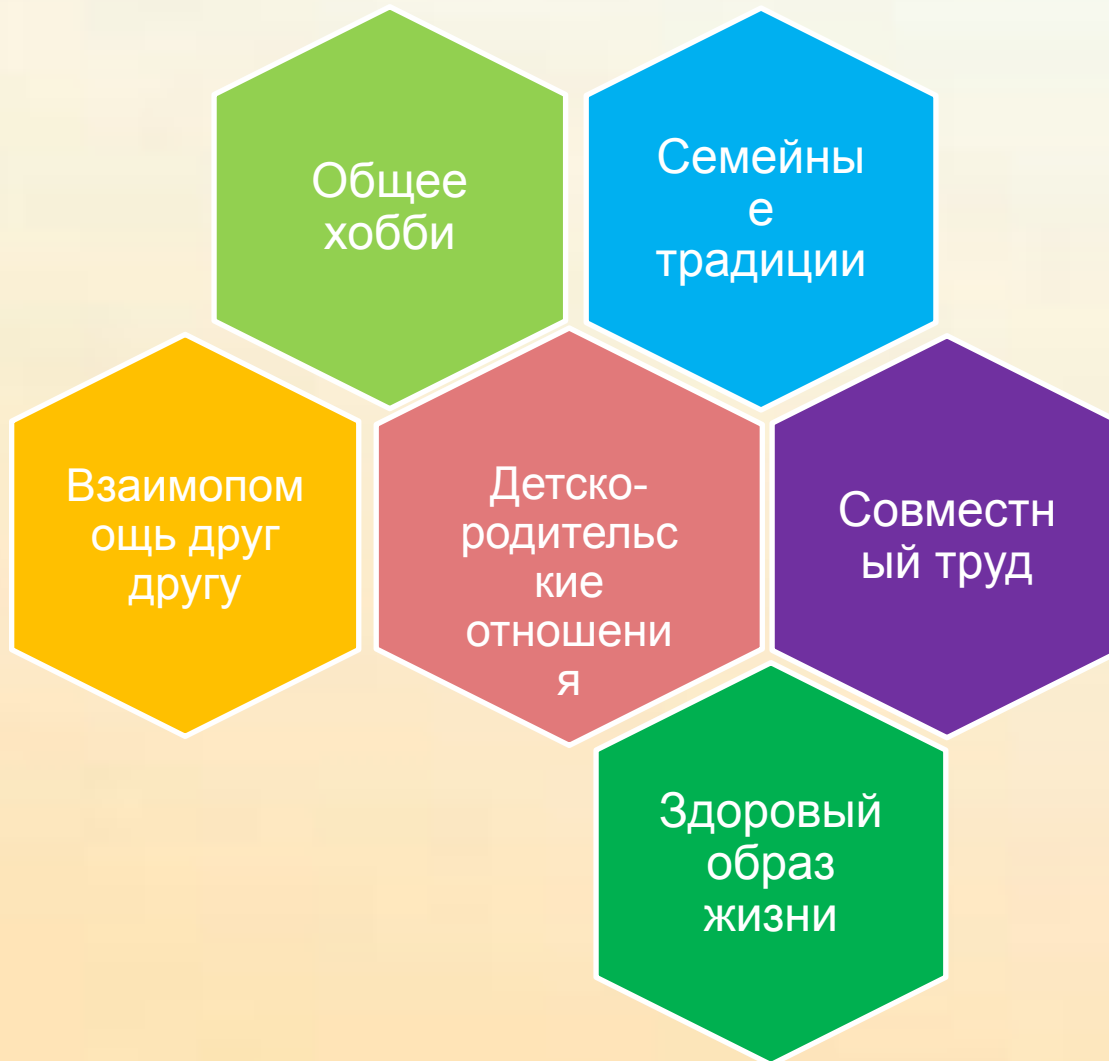 Общее
хобби
Семейны
е
традиции
Взаимопом
ощь друг
другу
Детско-
родительс
кие
отношени
я
Совместн
ый труд
Здоровый
образ
жизни